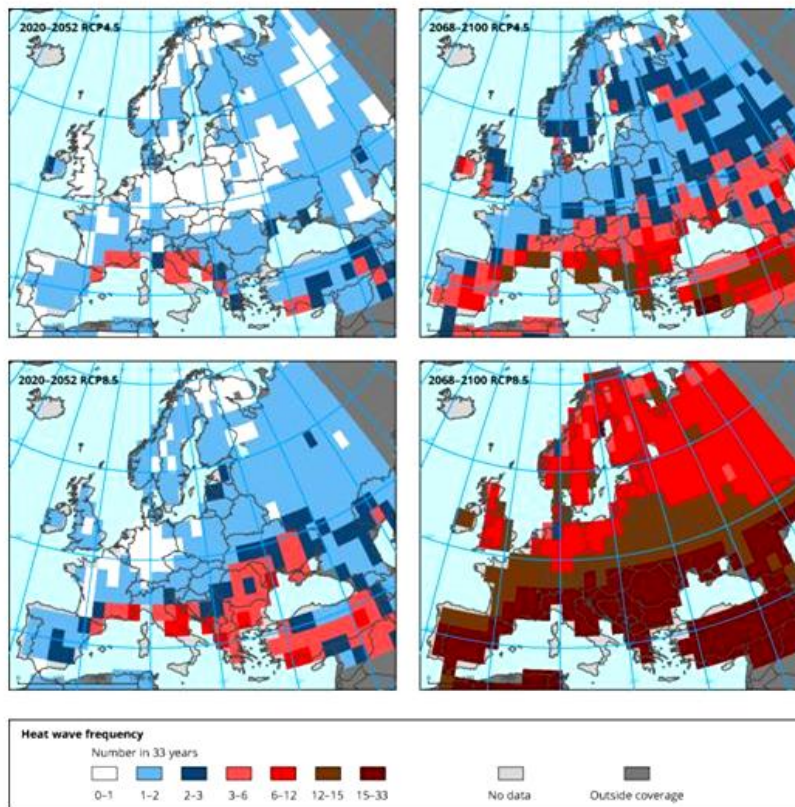 2020–2052 RCP4.5
2068–2100 RCP4.5
2020–2052 RCP8.5
2068–2100 RCP8.5
Heat wave frequency
Number in 33 years
0–1 1–2 2–3 3–6 6–12 12–15 15–33 No data Outside coverage